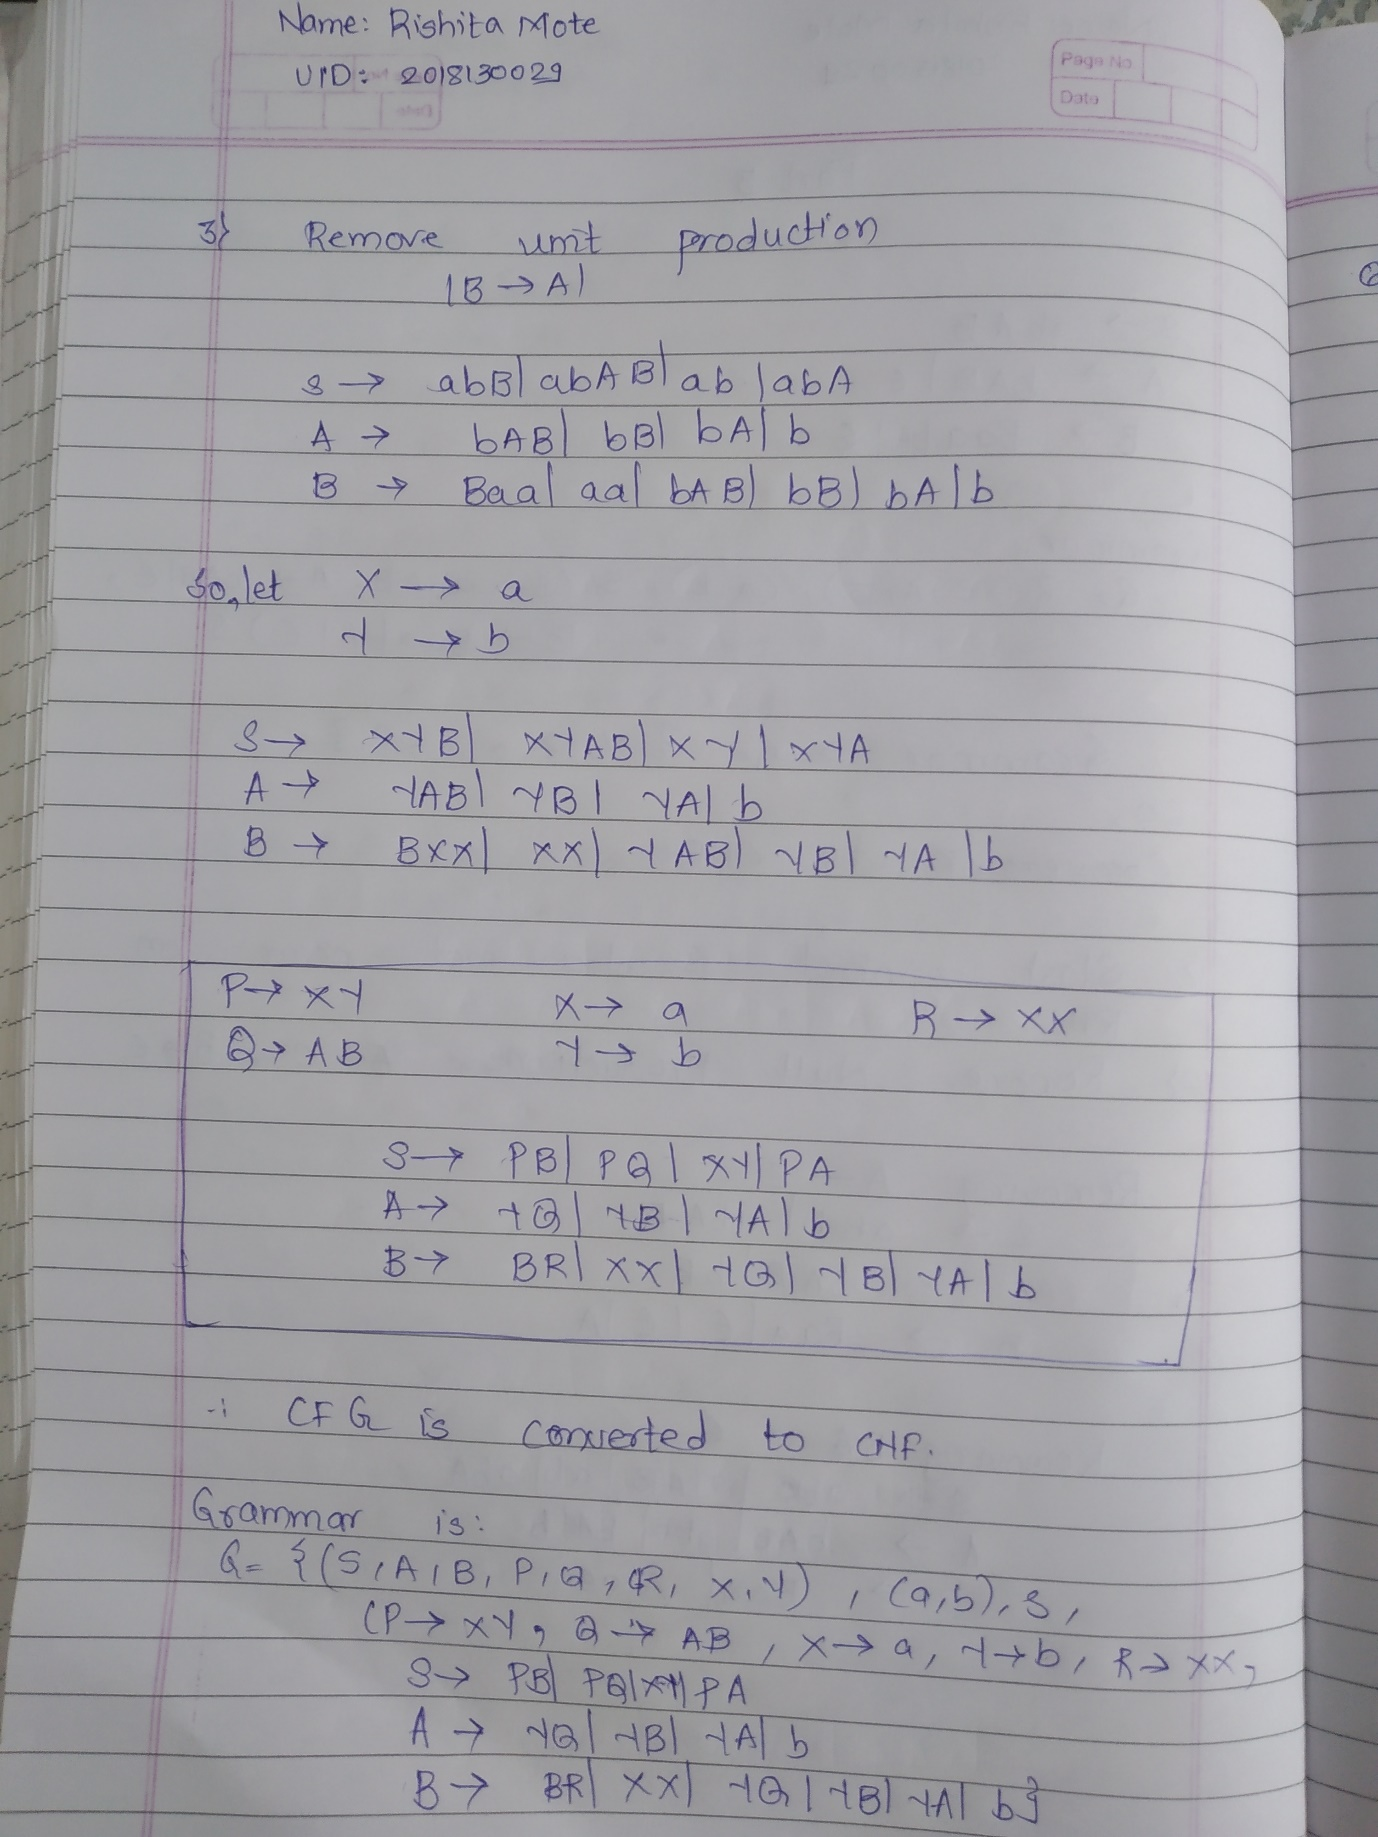 Name: Rishita Mote
UID: 2018130029
Page No.
Date
3} Remove unit production
|B → A|
S → abB| abAB| ab |abA
A → bAB| bB| bA| b
B → Baa| aa| bAB| bB| bA|b
So, let X → a
Y → b
S → XYB| XYAB| XY | XYA
A → YAB| YB| YA| b
B → BXX| XX| YAB| YB| YA |b
P → XY X → a R → XX
Q → AB Y → b
S → PB| PQ | XY| PA
A → YQ| YB| YA| b
B → BR| XX| YQ| YB| YA| b
∴ CFG is converted to CNF.
Grammar is:
G = {(S, A, B, P, Q, R, X, Y), (a,b), S,
(P → XY, Q → AB, X → a, Y → b, R → XX,
S → PB| PQ|XY|PA
A → YQ| YB| YA| b
B → BR| XX| YQ | YB| YA| b}